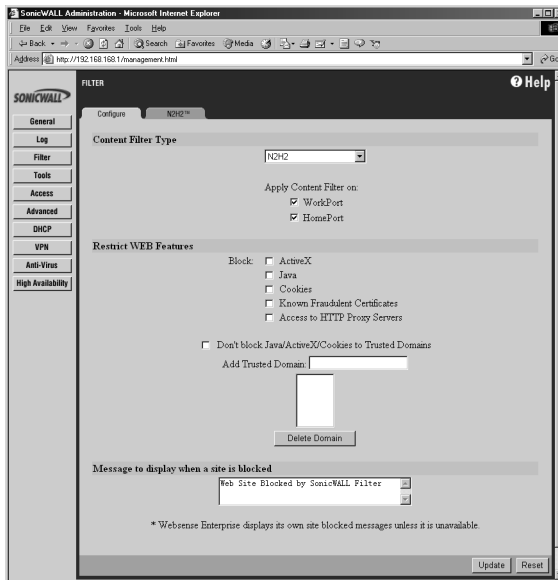 SonicWALL Administration - Microsoft Internet Explorer
File Edit View Favorites Tools Help
Back Search Favorites Media
Address http://192.168.168.1/management.html Go
SONICWALL
FILTER
Help
Configure
N2H2™
General
Log
Filter
Tools
Access
Advanced
DHCP
VPN
Anti-Virus
High Availability
Content Filter Type
N2H2
Apply Content Filter on:
WorkPort
HomePort
Restrict WEB Features
Block: ActiveX
Java
Cookies
Known Fraudulent Certificates
Access to HTTP Proxy Servers
Don't block Java/ActiveX/Cookies to Trusted Domains
Add Trusted Domain:
Delete Domain
Message to display when a site is blocked
Web Site Blocked by SonicWALL Filter
* Websense Enterprise displays its own site blocked messages unless it is unavailable.
Update Reset